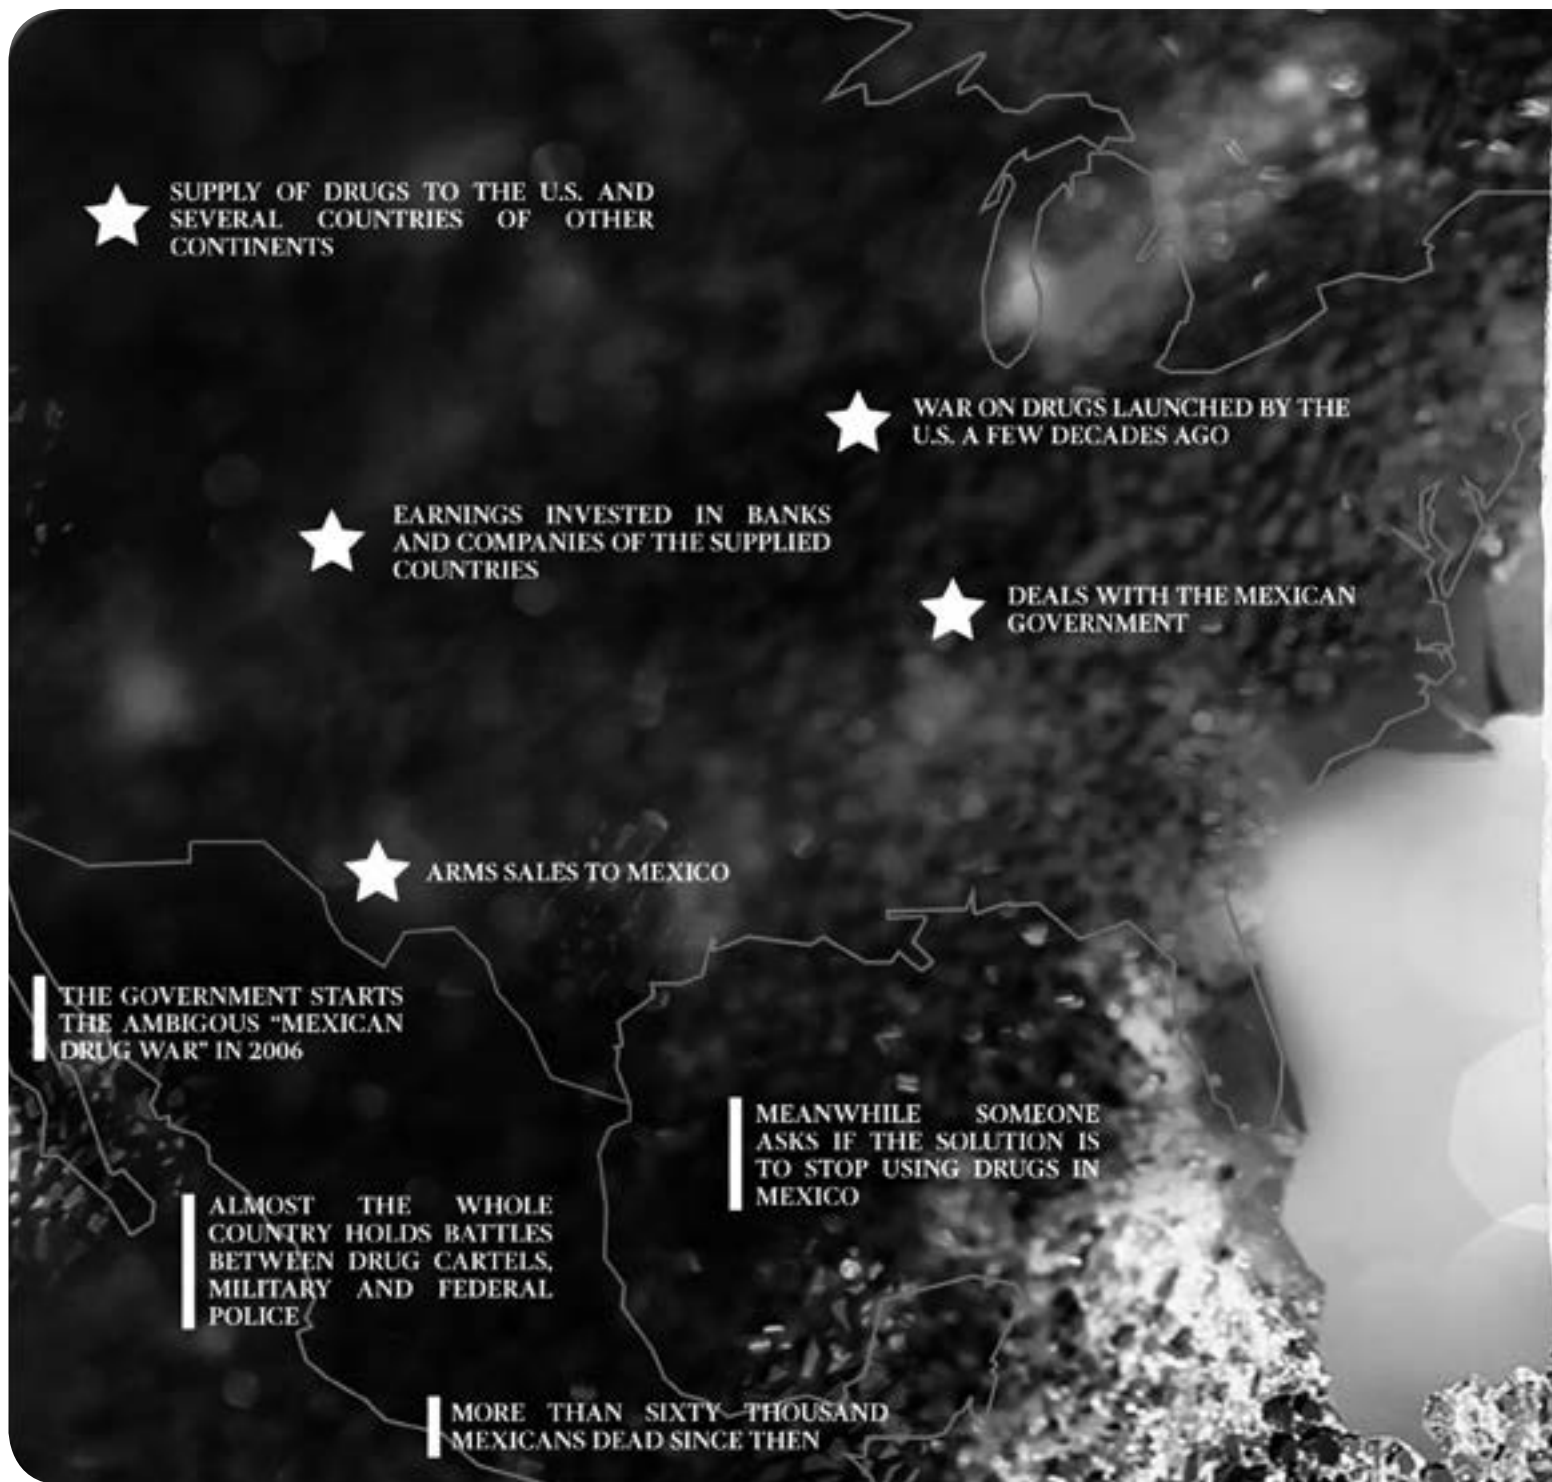 SUPPLY OF DRUGS TO THE U.S. AND
SEVERAL COUNTRIES OF OTHER
CONTINENTS
WAR ON DRUGS LAUNCHED BY THE
U.S. A FEW DECADES AGO
EARNINGS INVESTED IN BANKS
AND COMPANIES OF THE SUPPLIED
COUNTRIES
DEALS WITH THE MEXICAN
GOVERNMENT
ARMS SALES TO MEXICO
THE GOVERNMENT STARTS
THE AMBIGOUS “MEXICAN
DRUG WAR” IN 2006
MEANWHILE SOMEONE
ASKS IF THE SOLUTION IS
TO STOP USING DRUGS IN
MEXICO
ALMOST THE WHOLE
COUNTRY HOLDS BATTLES
BETWEEN DRUG CARTELS,
MILITARY AND FEDERAL
POLICE
MORE THAN SIXTY THOUSAND
MEXICANS DEAD SINCE THEN